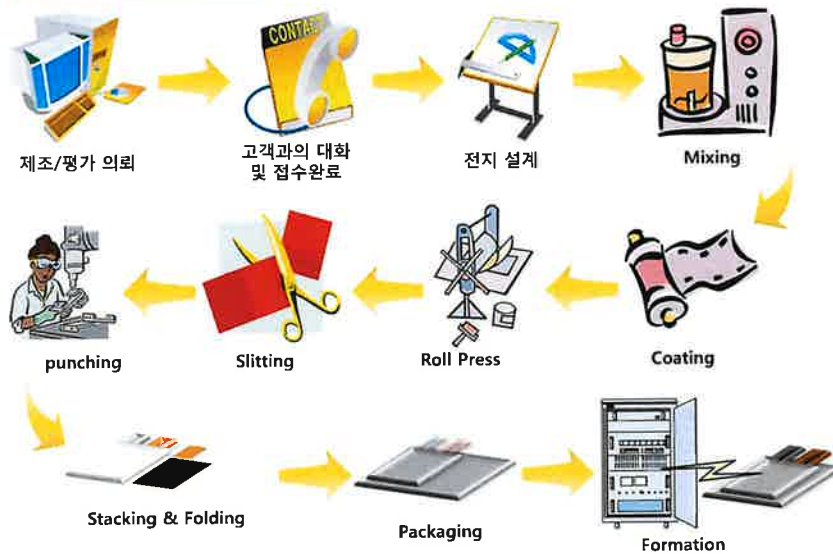 CONTACT
제조/평가 의뢰
고객과의 대화
및 접수완료
전지 설계
Mixing
punching
Slitting
Roll Press
Coating
Stacking & Folding
Packaging
Formation